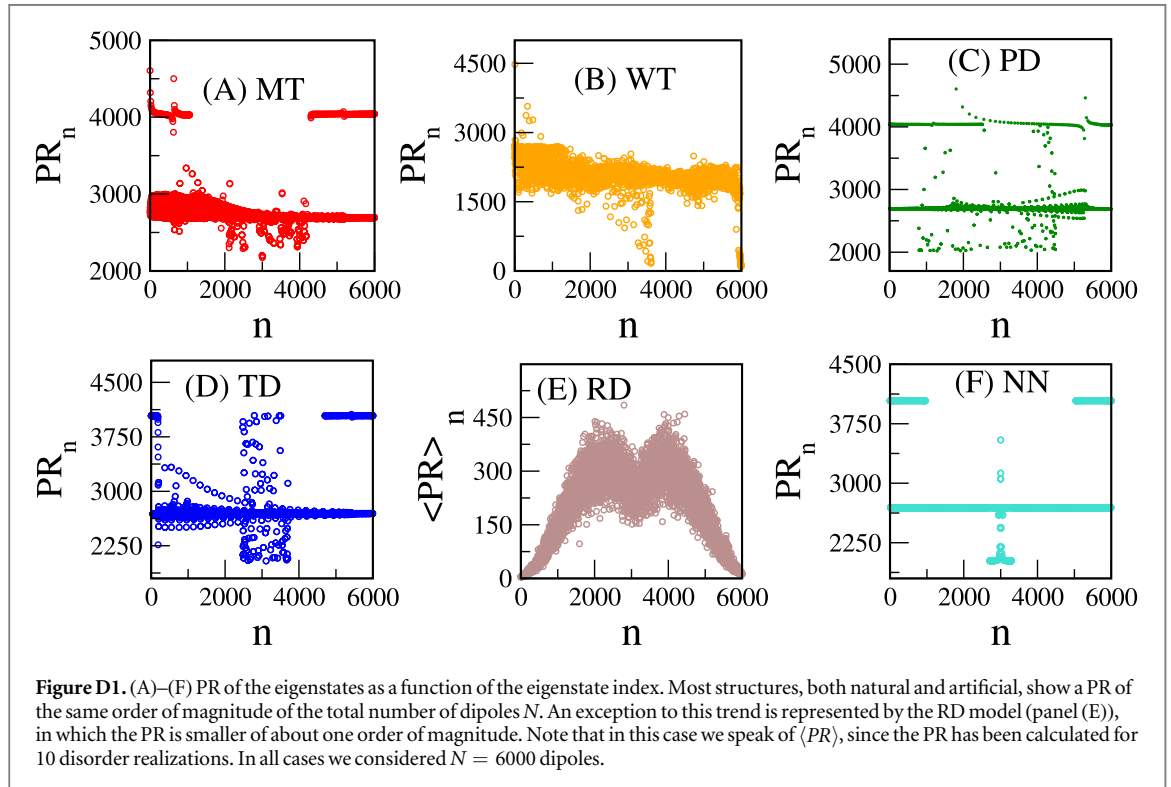 5000
4000
3000
2000
PRn
(A) MT
0 2000 4000 6000
n
4500
3000
1500
0
PRn
(B) WT
0 2000 4000 6000
n
5000
4000
3000
2000
PRn
(C) PD
0 2000 4000 6000
n
4500
3750
3000
2250
PRn
(D) TD
0 2000 4000 6000
n
450
300
150
0
<PR>n
(E) RD
0 2000 4000 6000
n
4500
3750
3000
2250
PRn
(F) NN
0 2000 4000 6000
n
Figure D1. (A)–(F) PR of the eigenstates as a function of the eigenstate index. Most structures, both natural and artificial, show a PR of
the same order of magnitude of the total number of dipoles N. An exception to this trend is represented by the RD model (panel (E)),
in which the PR is smaller of about one order of magnitude. Note that in this case we speak of ⟨PR⟩, since the PR has been calculated for
10 disorder realizations. In all cases we considered N = 6000 dipoles.